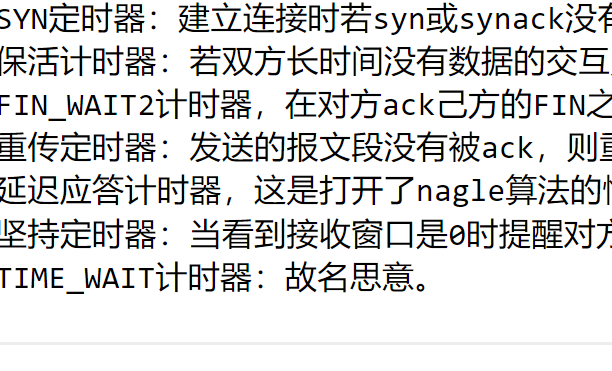 SYN定时器：建立连接时若syn或synack没有
保活计时器：若双方长时间没有数据的交互
FIN_WAIT2计时器，在对方ack己方的FIN之
重传定时器：发送的报文段没有被ack，则重
延迟应答计时器，这是打开了nagle算法的情
坚持定时器：当看到接收窗口是0时提醒对方
TIME_WAIT计时器：故名思意。